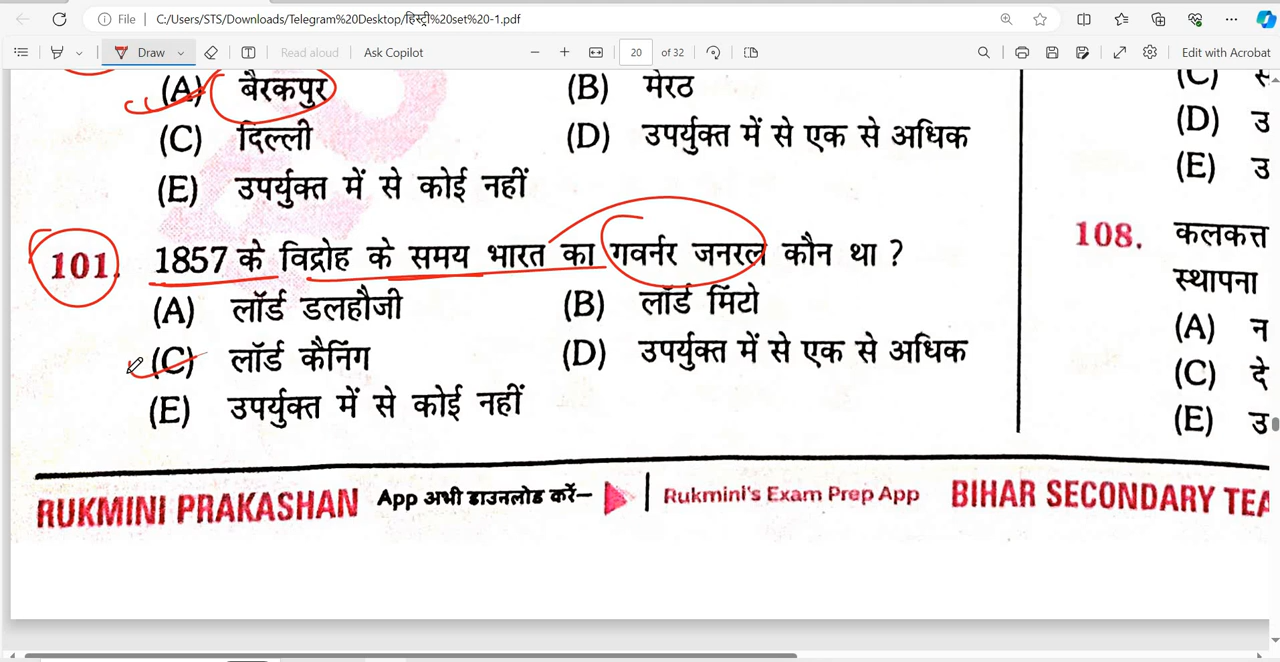 File
C:/Users/STS/Downloads/Telegram%20Desktop/हिस्ट्री%20set%20-1.pdf
Draw
Read aloud
Ask Copilot
20 of 32
Edit with Acrobat
(A) बैरकपुर (B) मेरठ
(C) दिल्ली (D) उपर्युक्त में से एक से अधिक
(E) उपर्युक्त में से कोई नहीं
101. 1857 के विद्रोह के समय भारत का गवर्नर जनरल कौन था ?
(A) लॉर्ड डलहौजी (B) लॉर्ड मिंटो
(C) लॉर्ड कैनिंग (D) उपर्युक्त में से एक से अधिक
(E) उपर्युक्त में से कोई नहीं
(C)
(D) उ
(E) उ
108. कलकत्त
स्थापना
(A) न
(C) दे
(E) उ
RUKMINI PRAKASHAN App अभी डाउनलोड करें– Rukmini's Exam Prep App BIHAR SECONDARY TEA